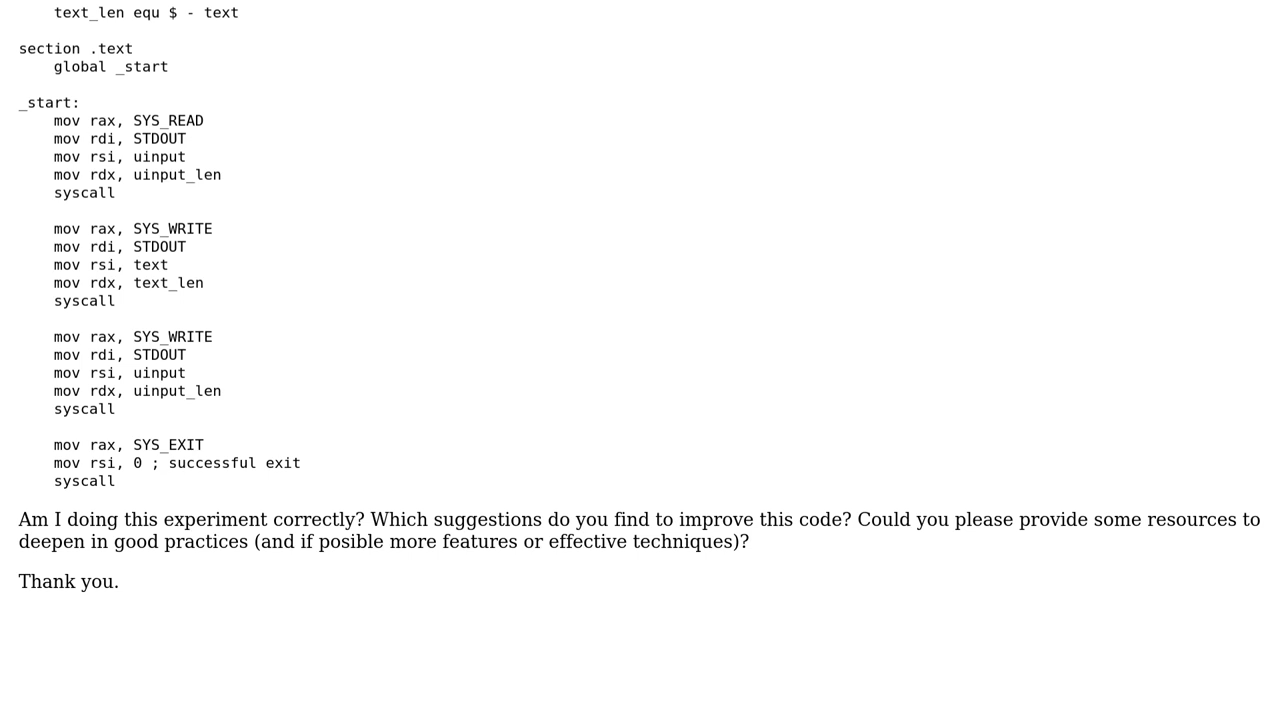 text_len equ $ - text
section .text
global _start
_start:
mov rax, SYS_READ
mov rdi, STDOUT
mov rsi, uinput
mov rdx, uinput_len
syscall
mov rax, SYS_WRITE
mov rdi, STDOUT
mov rsi, text
mov rdx, text_len
syscall
mov rax, SYS_WRITE
mov rdi, STDOUT
mov rsi, uinput
mov rdx, uinput_len
syscall
mov rax, SYS_EXIT
mov rsi, 0 ; successful exit
syscall
Am I doing this experiment correctly? Which suggestions do you find to improve this code? Could you please provide some resources to
deepen in good practices (and if posible more features or effective techniques)?
Thank you.